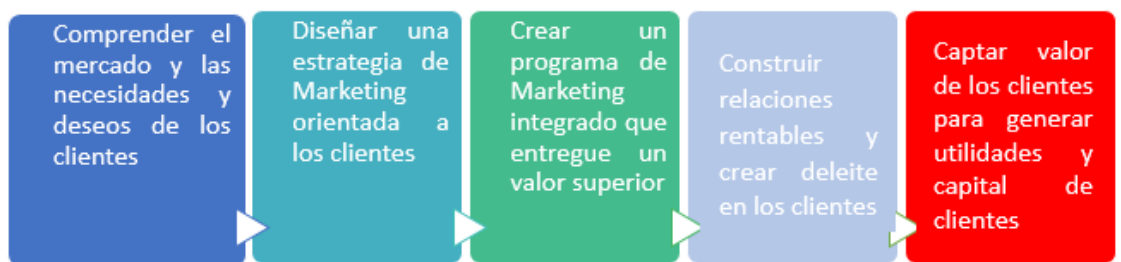 Comprender el
mercado y las
necesidades y
deseos de los
clientes
Diseñar una
estrategia de
Marketing
orientada a
los clientes
Crear un
programa de
Marketing
integrado que
entregue un
valor superior
Construir
relaciones
rentables y
crear deleite
en los clientes
Captar valor
de los clientes
para generar
utilidades y
capital de
clientes